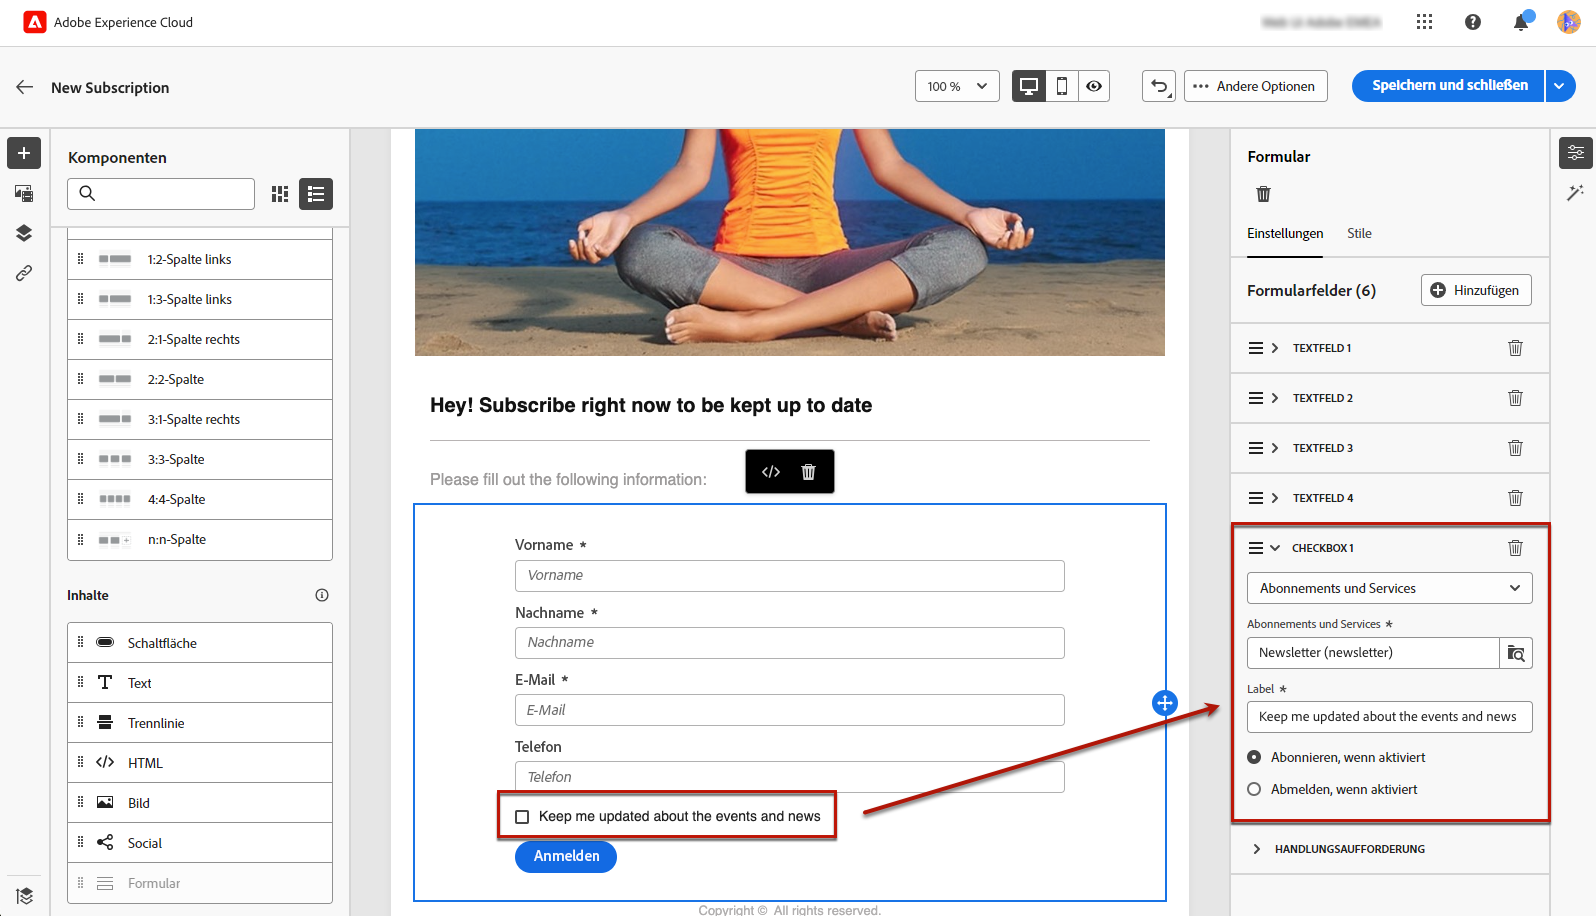 Adobe Experience Cloud
New Subscription
100 %
Andere Optionen
Speichern und schließen
Komponenten
1:2-Spalte links
1:3-Spalte links
2:1-Spalte rechts
2:2-Spalte
3:1-Spalte rechts
3:3-Spalte
4:4-Spalte
n:n-Spalte
Inhalte
Schaltfläche
Text
Trennlinie
HTML
Bild
Social
Formular
Hey! Subscribe right now to be kept up to date
Please fill out the following information:
Vorname *
Vorname
Nachname *
Nachname
E-Mail *
E-Mail
Telefon
Telefon
Keep me updated about the events and news
Anmelden
Copyright © All rights reserved.
Formular
Einstellungen
Stile
Formularfelder (6)
Hinzufügen
TEXTFELD 1
TEXTFELD 2
TEXTFELD 3
TEXTFELD 4
CHECKBOX 1
Abonnements und Services
Abonnements und Services *
Newsletter (newsletter)
Label *
Keep me updated about the events and news
Abonnieren, wenn aktiviert
Abmelden, wenn aktiviert
HANDLUNGSAUFFORDERUNG